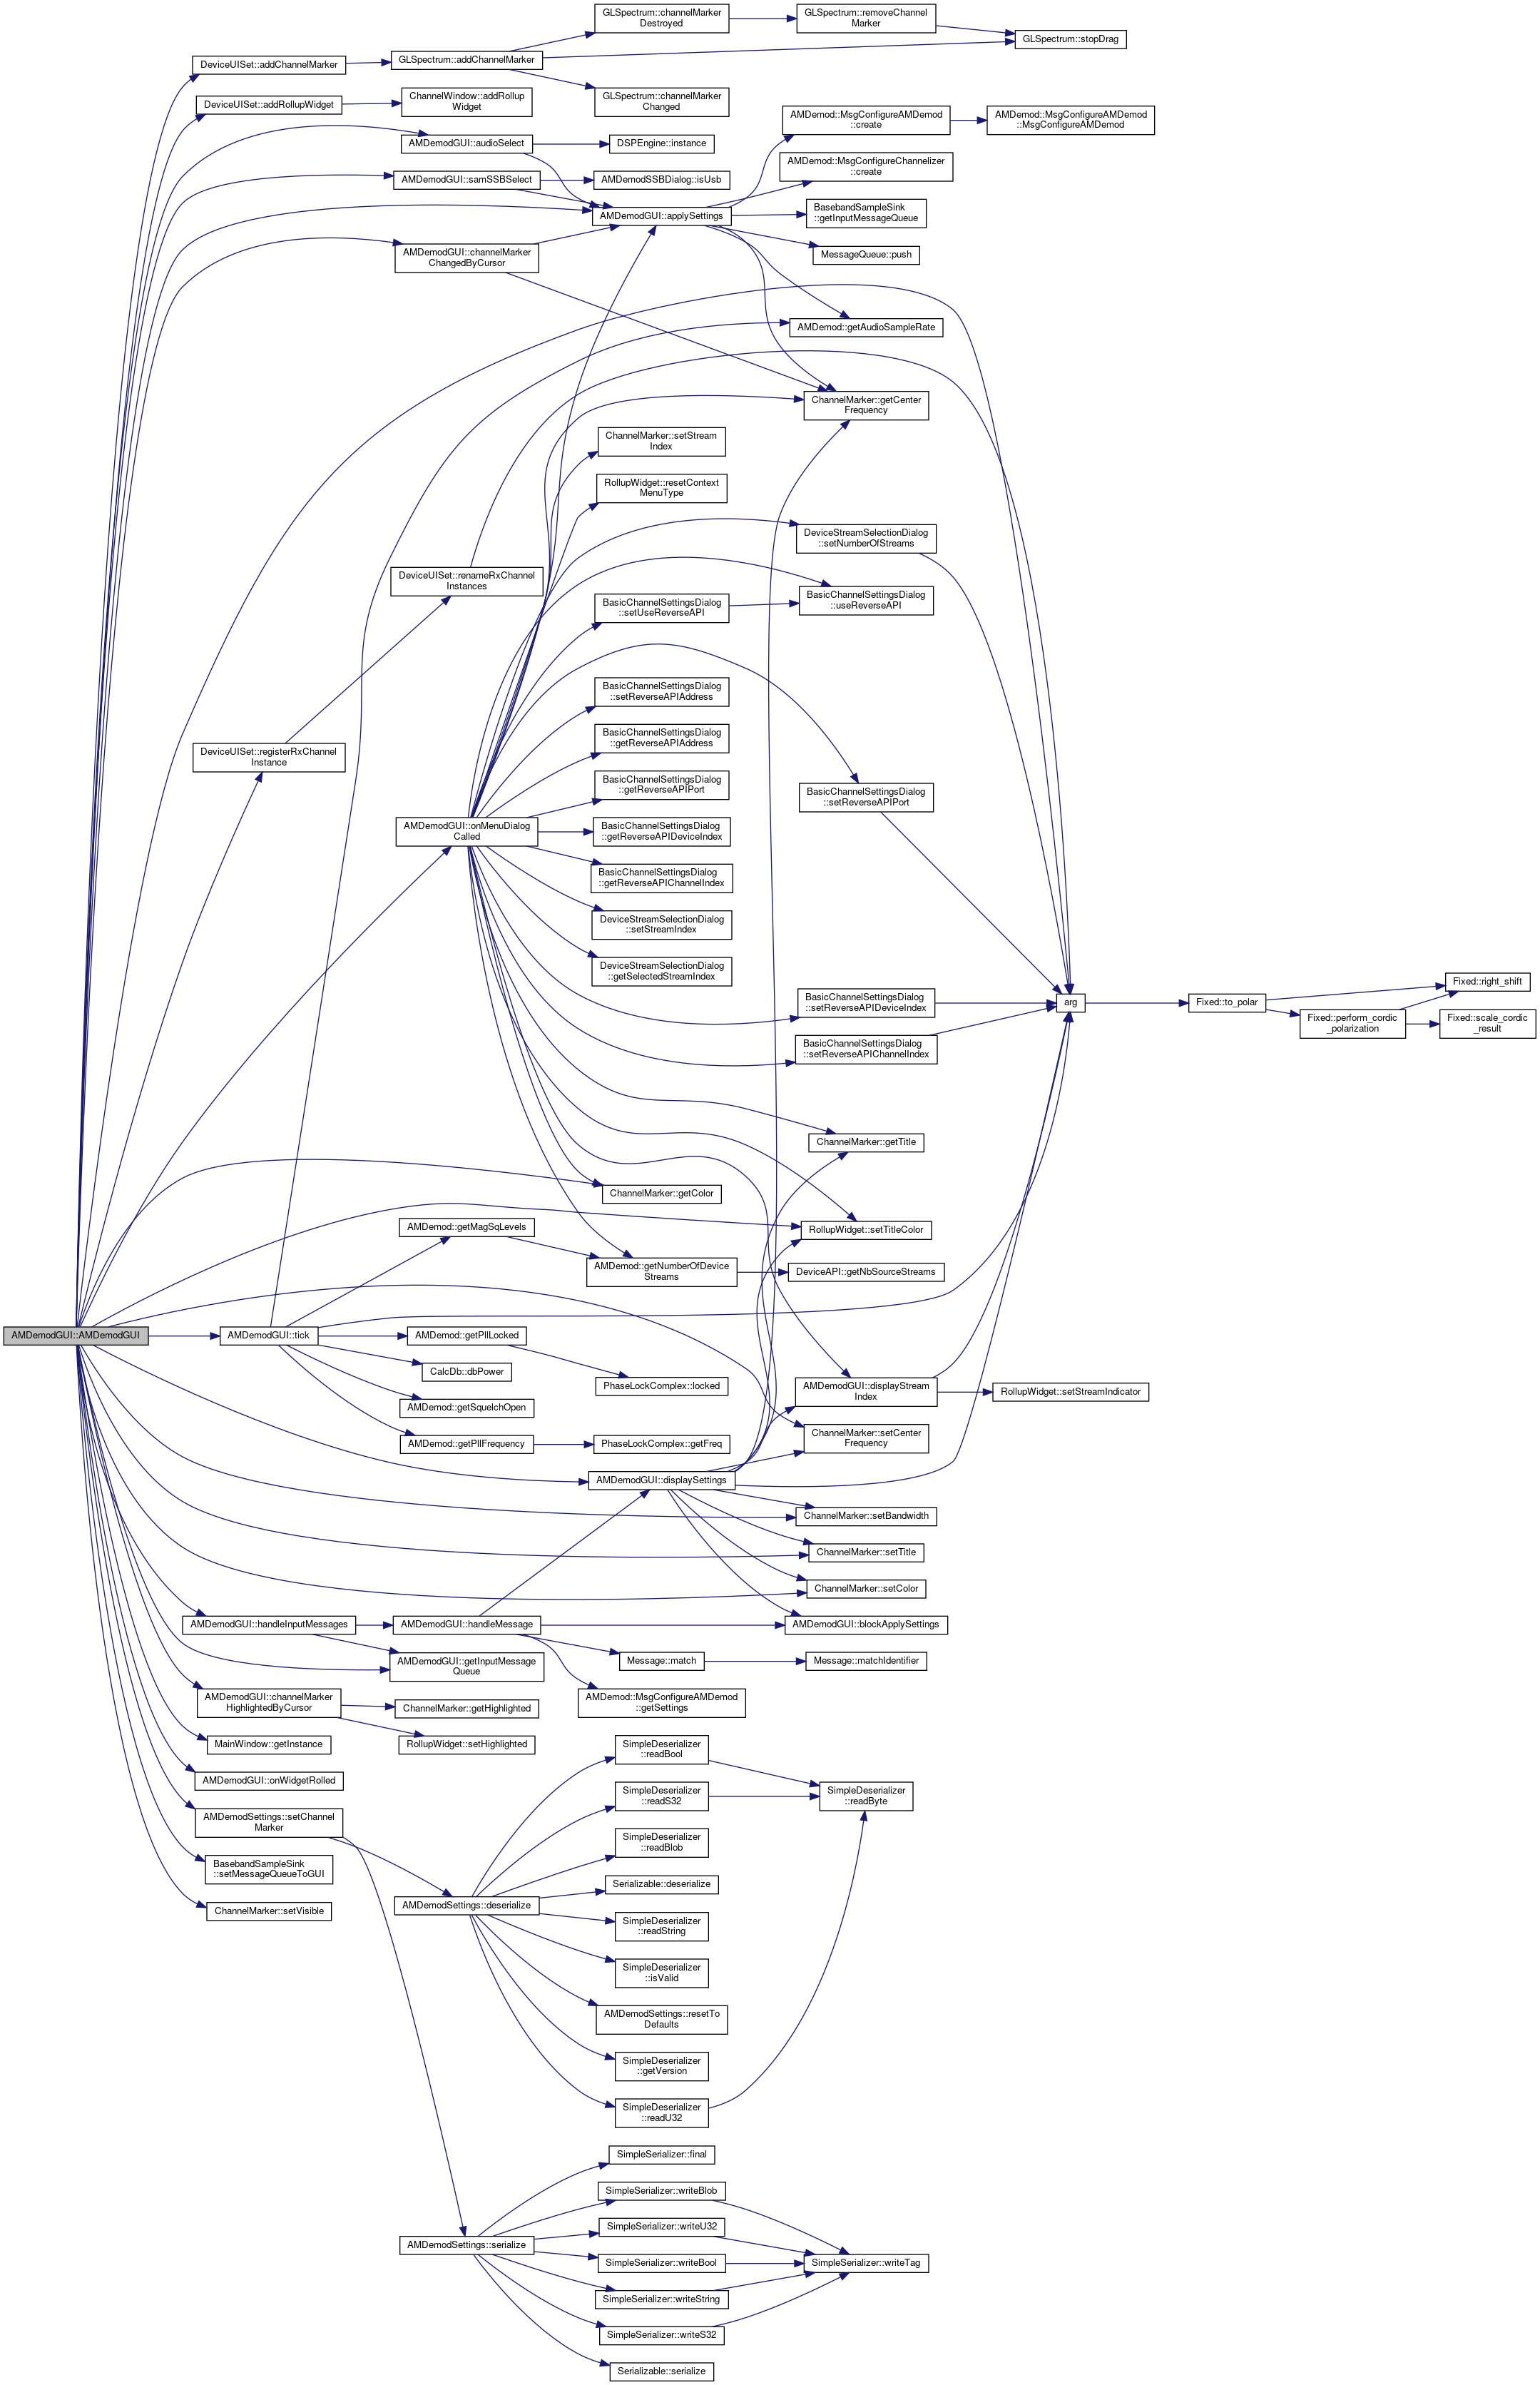 GLSpectrum::channelMarker
Destroyed
GLSpectrum::removeChannel
Marker
GLSpectrum::stopDrag
DeviceUISet::addChannelMarker
GLSpectrum::addChannelMarker
DeviceUISet::addRollupWidget
ChannelWindow::addRollup
Widget
GLSpectrum::channelMarker
Changed
AMDemod::MsgConfigureAMDemod
::create
AMDemod::MsgConfigureAMDemod
::MsgConfigureAMDemod
AMDemodGUI::audioSelect
DSPEngine::instance
AMDemod::MsgConfigureChannelizer
::create
AMDemodGUI::samSSBSelect
AMDemodSSBDialog::isUsb
AMDemodGUI::applySettings
BasebandSampleSink
::getInputMessageQueue
AMDemodGUI::channelMarker
ChangedByCursor
MessageQueue::push
AMDemod::getAudioSampleRate
ChannelMarker::getCenter
Frequency
ChannelMarker::setStream
Index
RollupWidget::resetContext
MenuType
DeviceStreamSelectionDialog
::setNumberOfStreams
DeviceUISet::renameRxChannel
Instances
BasicChannelSettingsDialog
::setUseReverseAPI
BasicChannelSettingsDialog
::useReverseAPI
BasicChannelSettingsDialog
::setReverseAPIAddress
DeviceUISet::registerRxChannel
Instance
BasicChannelSettingsDialog
::getReverseAPIAddress
BasicChannelSettingsDialog
::getReverseAPIPort
BasicChannelSettingsDialog
::setReverseAPIPort
AMDemodGUI::onMenuDialog
Called
BasicChannelSettingsDialog
::getReverseAPIDeviceIndex
BasicChannelSettingsDialog
::getReverseAPIChannelIndex
DeviceStreamSelectionDialog
::setStreamIndex
DeviceStreamSelectionDialog
::getSelectedStreamIndex
BasicChannelSettingsDialog
::setReverseAPIDeviceIndex
arg
Fixed::to_polar
Fixed::right_shift
Fixed::perform_cordic
_polarization
Fixed::scale_cordic
_result
BasicChannelSettingsDialog
::setReverseAPIChannelIndex
ChannelMarker::getTitle
ChannelMarker::getColor
AMDemod::getMagSqLevels
RollupWidget::setTitleColor
AMDemod::getNumberOfDevice
Streams
DeviceAPI::getNbSourceStreams
AMDemodGUI::AMDemodGUI
AMDemodGUI::tick
AMDemod::getPllLocked
CalcDb::dbPower
PhaseLockComplex::locked
AMDemodGUI::displayStream
Index
RollupWidget::setStreamIndicator
AMDemod::getSquelchOpen
AMDemod::getPllFrequency
PhaseLockComplex::getFreq
ChannelMarker::setCenter
Frequency
AMDemodGUI::displaySettings
ChannelMarker::setBandwidth
ChannelMarker::setTitle
ChannelMarker::setColor
AMDemodGUI::handleInputMessages
AMDemodGUI::handleMessage
AMDemodGUI::blockApplySettings
AMDemodGUI::getInputMessage
Queue
Message::match
Message::matchIdentifier
AMDemodGUI::channelMarker
HighlightedByCursor
ChannelMarker::getHighlighted
AMDemod::MsgConfigureAMDemod
::getSettings
MainWindow::getInstance
RollupWidget::setHighlighted
SimpleDeserializer
::readBool
AMDemodGUI::onWidgetRolled
SimpleDeserializer
::readS32
SimpleDeserializer
::readByte
AMDemodSettings::setChannel
Marker
SimpleDeserializer
::readBlob
BasebandSampleSink
::setMessageQueueToGUI
Serializable::deserialize
AMDemodSettings::deserialize
ChannelMarker::setVisible
SimpleDeserializer
::readString
SimpleDeserializer
::isValid
AMDemodSettings::resetTo
Defaults
SimpleDeserializer
::getVersion
SimpleDeserializer
::readU32
SimpleSerializer::final
SimpleSerializer::writeBlob
SimpleSerializer::writeU32
AMDemodSettings::serialize
SimpleSerializer::writeBool
SimpleSerializer::writeTag
SimpleSerializer::writeString
SimpleSerializer::writeS32
Serializable::serialize